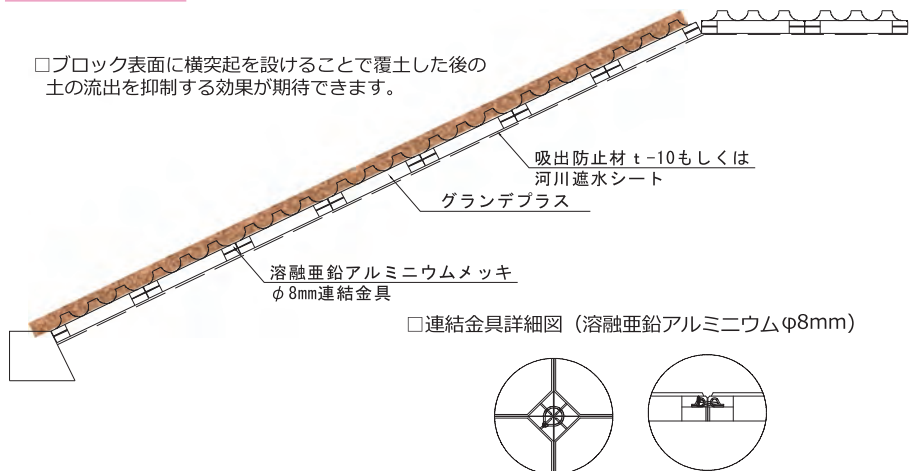 □ブロック表面に横突起を設けることで覆土した後の
土の流出を抑制する効果が期待できます。
吸出防止材 t-10もしくは
河川遮水シート
グランデプラス
溶融亜鉛アルミニウムメッキ
φ8mm連結金具
□連結金具詳細図（溶融亜鉛アルミニウムφ8mm）